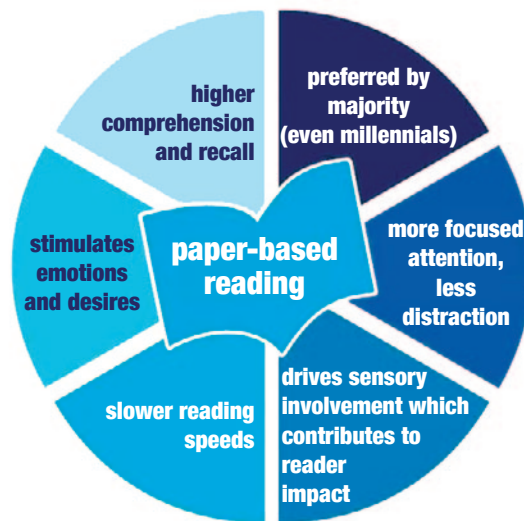 higher
comprehension
and recall
preferred by
majority
(even millennials)
stimulates
emotions
and desires
paper-based
reading
more focused
attention,
less
distraction
slower reading
speeds
drives sensory
involvement which
contributes to
reader
impact